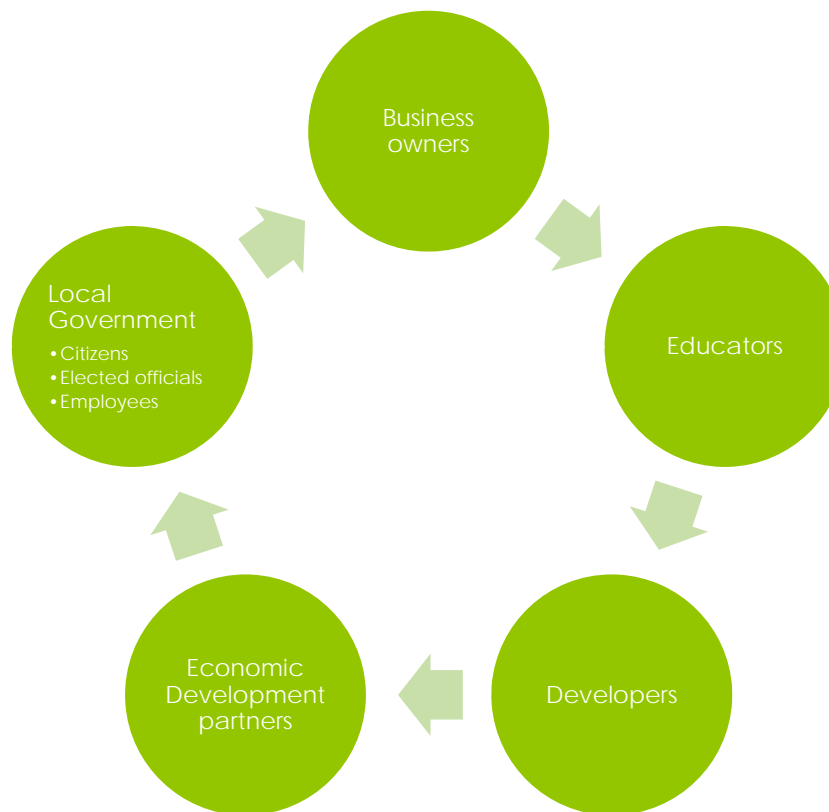 Business
owners
Educators
Developers
Economic
Development
partners
Local
Government
• Citizens
• Elected officials
• Employees